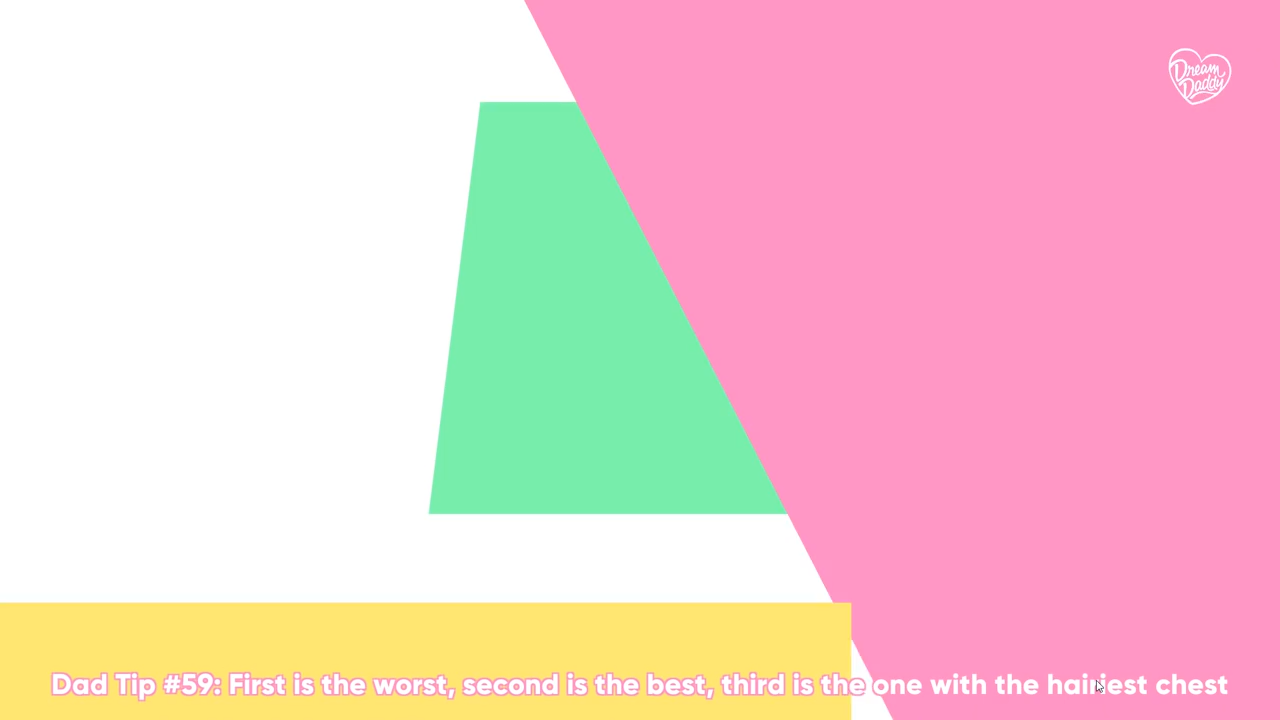 Dream
Daddy
Dad Tip #59: First is the worst, second is the best, third is the one with the hairiest chest